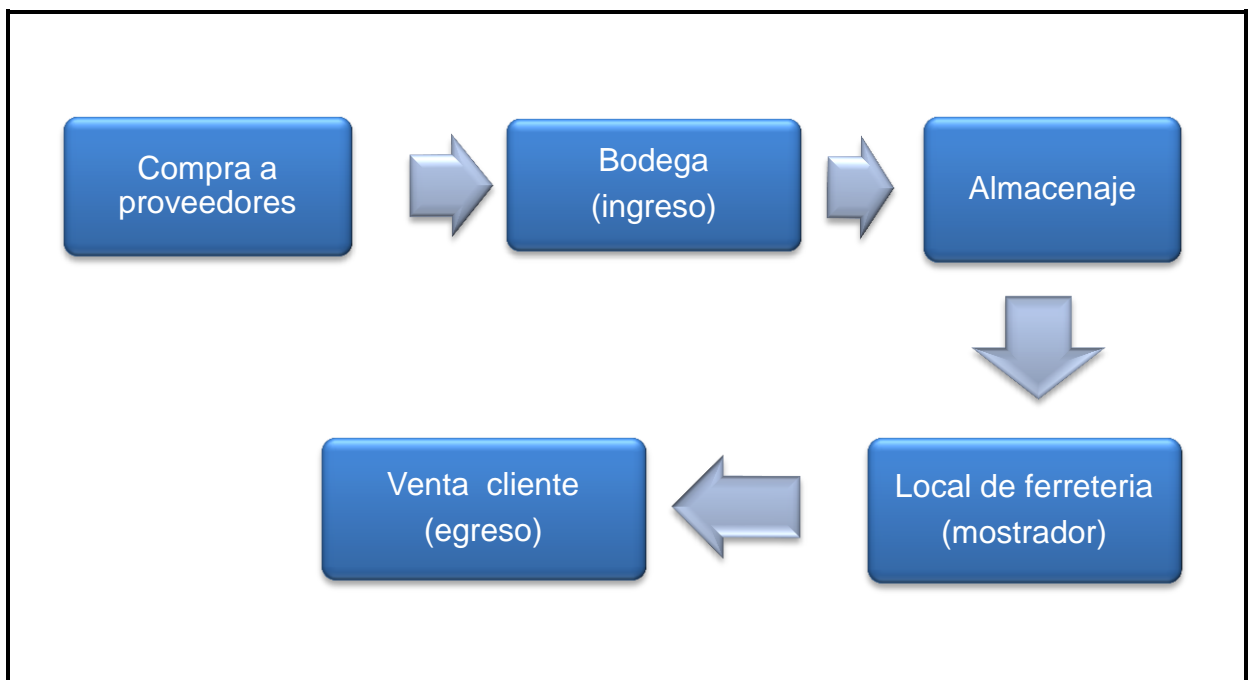 Compra a
proveedores
Bodega
(ingreso)
Almacenaje
Local de ferreteria
(mostrador)
Venta  cliente
(egreso)